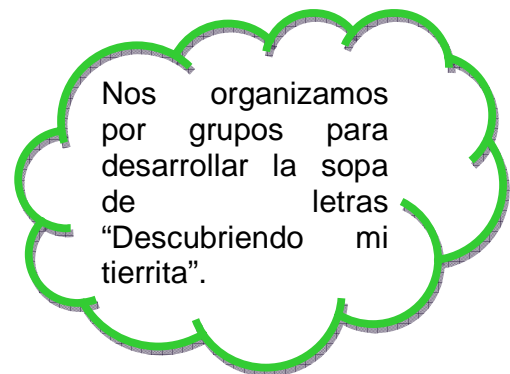 Nos organizamos
por grupos para
desarrollar la sopa
de letras
“Descubriendo mi
tierrita”.